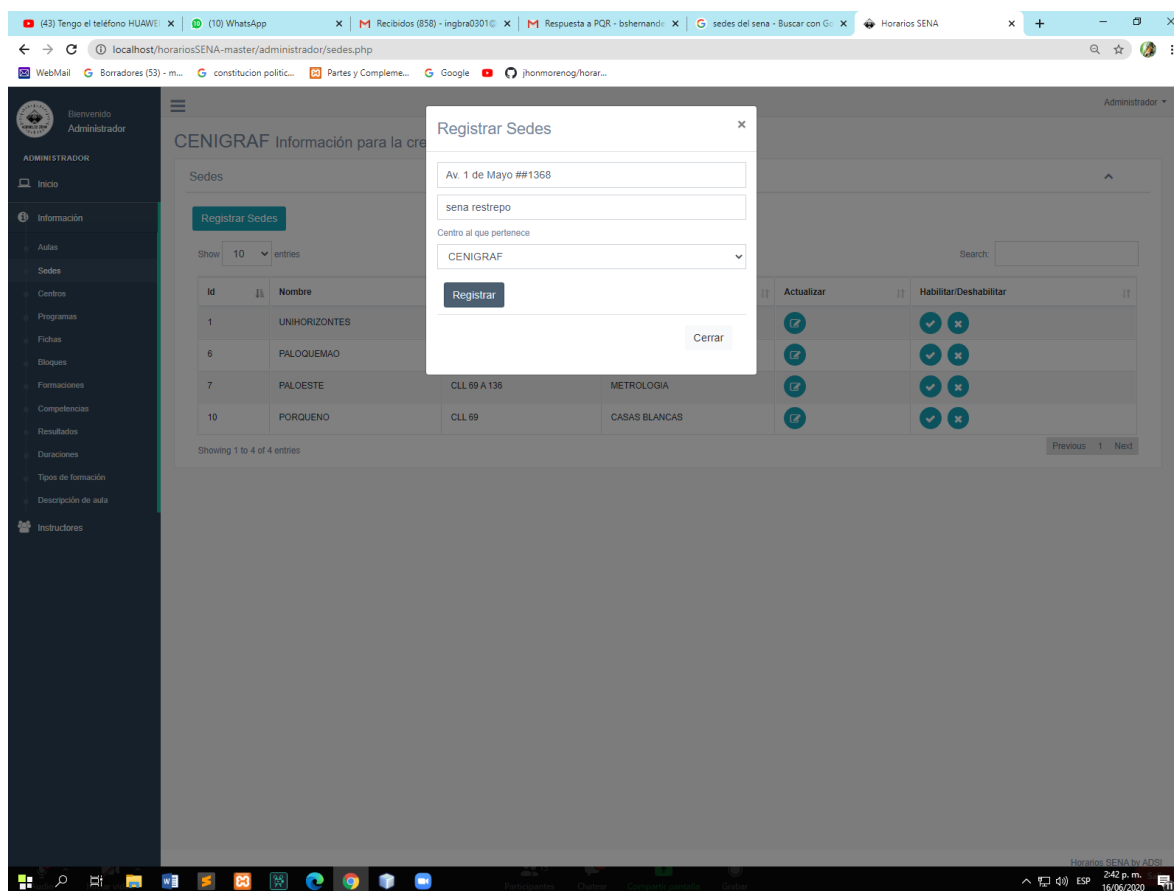 (43) Tengo el teléfono HUAWEI
(10) WhatsApp
Recibidos (858) - ingbra0301@
Respuesta a PQR - bshernande
sedes del sena - Buscar con Go
Horarios SENA
localhost/horariosSENA-master/administrador/sedes.php
WebMail
Borradores (53) - m...
constitucion politic...
Partes y Compleme...
Google
jhonmorenog/horar...
Bienvenido
Administrador
Administrador
ADMINISTRADOR
Inicio
Información
Aulas
Sedes
Centros
Programas
Fichas
Bloques
Formaciones
Competencias
Resultados
Duraciones
Tipos de formación
Descripción de aula
Instructores
CENIGRAF Información para la cre
Sedes
Registrar Sedes
Show 10 entries
Search:
Id Nombre Actualizar Habilitar/Deshabilitar
1 UNIHORIZONTES
6 PALOQUEMAO
7 PALOESTE CLL 69 A 136 METROLOGIA
10 PORQUENO CLL 69 CASAS BLANCAS
Showing 1 to 4 of 4 entries
Previous 1 Next
Registrar Sedes ×
Av. 1 de Mayo ##1368
sena restrepo
Centro al que pertenece
CENIGRAF
Registrar
Cerrar
Horarios SENA by ADSI
Participantes Chatear Compartir pantalla Grabar
ESP
2:42 p. m.
16/06/2020